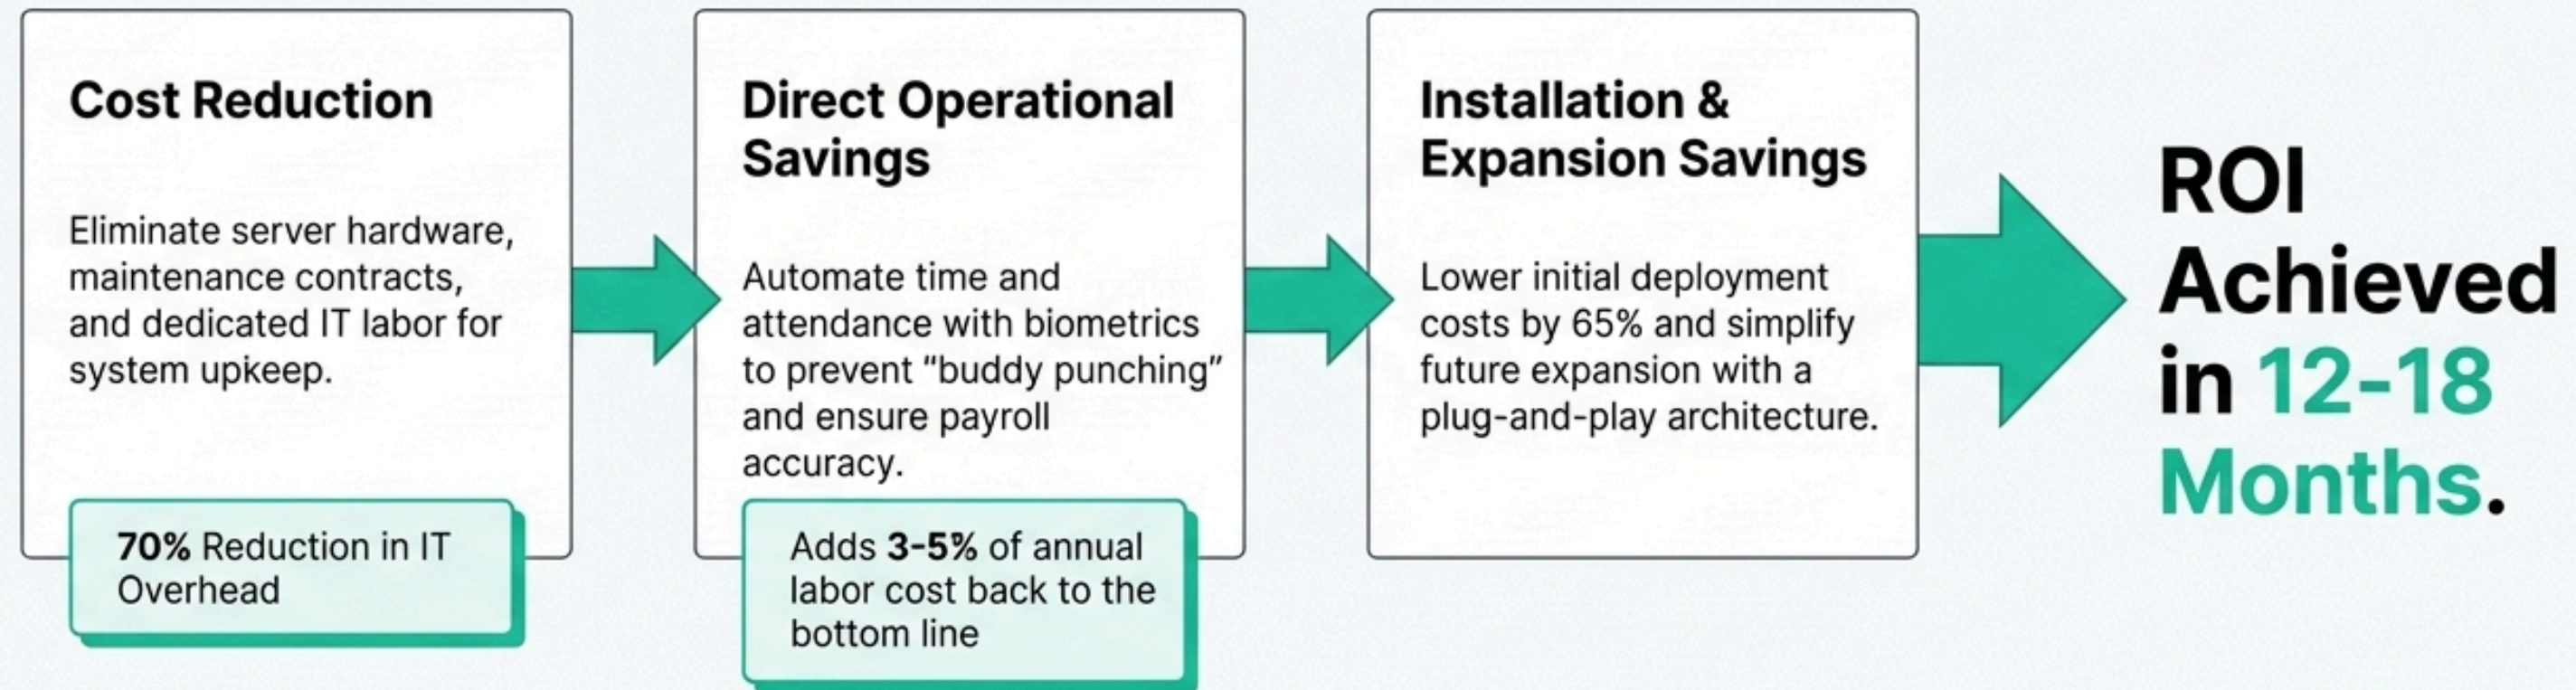 Cost Reduction
Eliminate server hardware,
maintenance contracts,
and dedicated IT labor for
system upkeep.
70% Reduction in IT
Overhead
Direct Operational
Savings
Automate time and
attendance with biometrics
to prevent “buddy punching”
and ensure payroll
accuracy.
Adds 3-5% of annual
labor cost back to the
bottom line
Installation &
Expansion Savings
Lower initial deployment
costs by 65% and simplify
future expansion with a
plug-and-play architecture.
ROI
Achieved
in 12-18
Months.